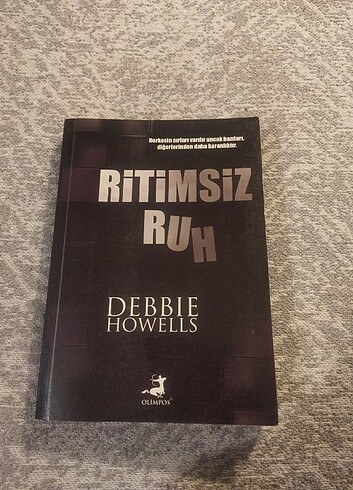 Herkesin sırları vardır ancak bazıları,
diğerlerinden daha karanlıktır.
RİTİMSİZ
RUH
DEBBIE
HOWELLS
OLIMPOS